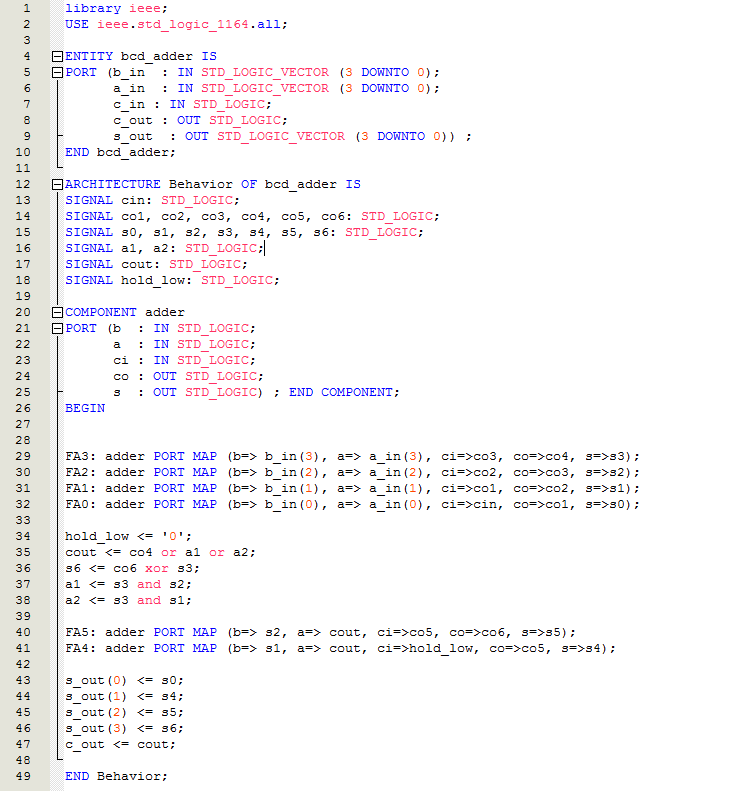 1 library ieee;
2 USE ieee.std_logic_1164.all;
3
4 ENTITY bcd_adder IS
5 PORT (b_in : IN STD_LOGIC_VECTOR (3 DOWNTO 0);
6 a_in : IN STD_LOGIC_VECTOR (3 DOWNTO 0);
7 c_in : IN STD_LOGIC;
8 c_out : OUT STD_LOGIC;
9 s_out : OUT STD_LOGIC_VECTOR (3 DOWNTO 0)) ;
10 END bcd_adder;
11
12 ARCHITECTURE Behavior OF bcd_adder IS
13 SIGNAL cin: STD_LOGIC;
14 SIGNAL co1, co2, co3, co4, co5, co6: STD_LOGIC;
15 SIGNAL s0, s1, s2, s3, s4, s5, s6: STD_LOGIC;
16 SIGNAL a1, a2: STD_LOGIC;
17 SIGNAL cout: STD_LOGIC;
18 SIGNAL hold_low: STD_LOGIC;
19
20 COMPONENT adder
21 PORT (b : IN STD_LOGIC;
22 a : IN STD_LOGIC;
23 ci : IN STD_LOGIC;
24 co : OUT STD_LOGIC;
25 s : OUT STD_LOGIC) ; END COMPONENT;
26 BEGIN
27
28
29 FA3: adder PORT MAP (b=> b_in(3), a=> a_in(3), ci=>co3, co=>co4, s=>s3);
30 FA2: adder PORT MAP (b=> b_in(2), a=> a_in(2), ci=>co2, co=>co3, s=>s2);
31 FA1: adder PORT MAP (b=> b_in(1), a=> a_in(1), ci=>co1, co=>co2, s=>s1);
32 FA0: adder PORT MAP (b=> b_in(0), a=> a_in(0), ci=>cin, co=>co1, s=>s0);
33
34 hold_low <= '0';
35 cout <= co4 or a1 or a2;
36 s6 <= co6 xor s3;
37 a1 <= s3 and s2;
38 a2 <= s3 and s1;
39
40 FA5: adder PORT MAP (b=> s2, a=> cout, ci=>co5, co=>co6, s=>s5);
41 FA4: adder PORT MAP (b=> s1, a=> cout, ci=>hold_low, co=>co5, s=>s4);
42
43 s_out(0) <= s0;
44 s_out(1) <= s4;
45 s_out(2) <= s5;
46 s_out(3) <= s6;
47 c_out <= cout;
48
49 END Behavior;